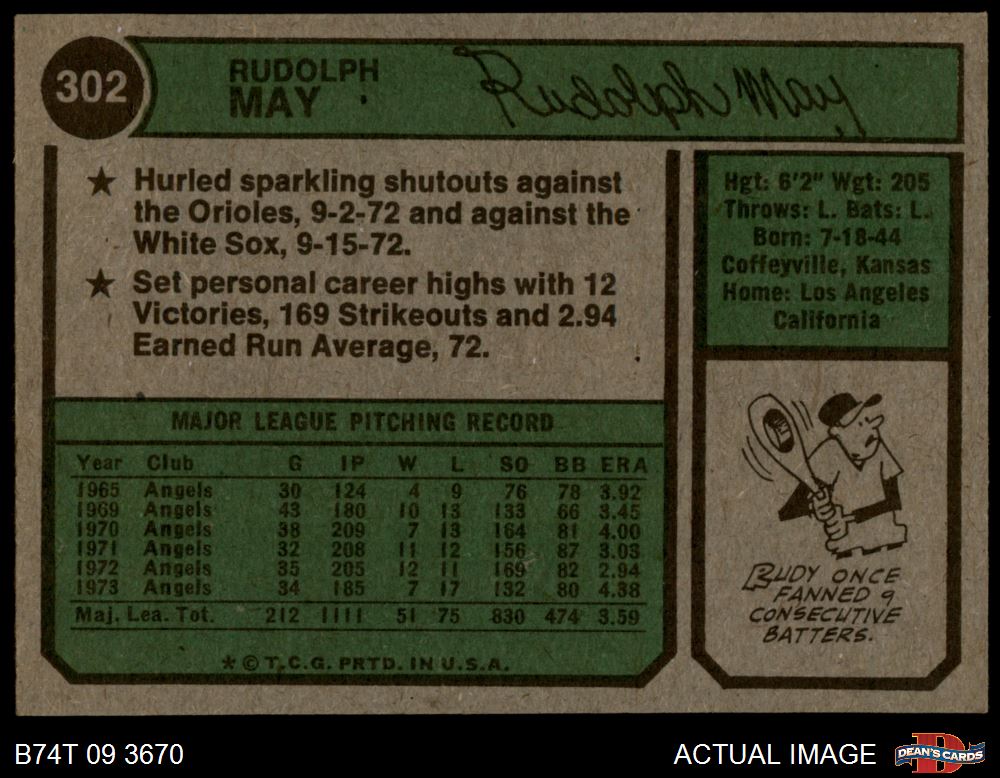 302
RUDOLPH
MAY
Rudolph May
★ Hurled sparkling shutouts against
the Orioles, 9-2-72 and against the
White Sox, 9-15-72.
★ Set personal career highs with 12
Victories, 169 Strikeouts and 2.94
Earned Run Average, 72.
Hgt: 6'2" Wgt: 205
Throws: L. Bats: L.
Born: 7-18-44
Coffeyville, Kansas
Home: Los Angeles
California
MAJOR LEAGUE PITCHING RECORD
Year Club G IP W L SO BB ERA
1965 Angels 30 124 4 9 76 78 3.92
1969 Angels 43 180 10 13 133 66 3.45
1970 Angels 38 209 7 13 164 81 4.00
1971 Angels 32 208 11 12 156 87 3.03
1972 Angels 35 205 12 11 169 82 2.94
1973 Angels 34 185 7 17 132 80 4.38
Maj. Lea. Tot. 212 1111 51 75 830 474 3.59
* © T.C.G. PRTD. IN U.S.A.
RUDY ONCE
FANNED 9
CONSECUTIVE
BATTERS.
B74T 09 3670
ACTUAL IMAGE
DEAN'S CARDS